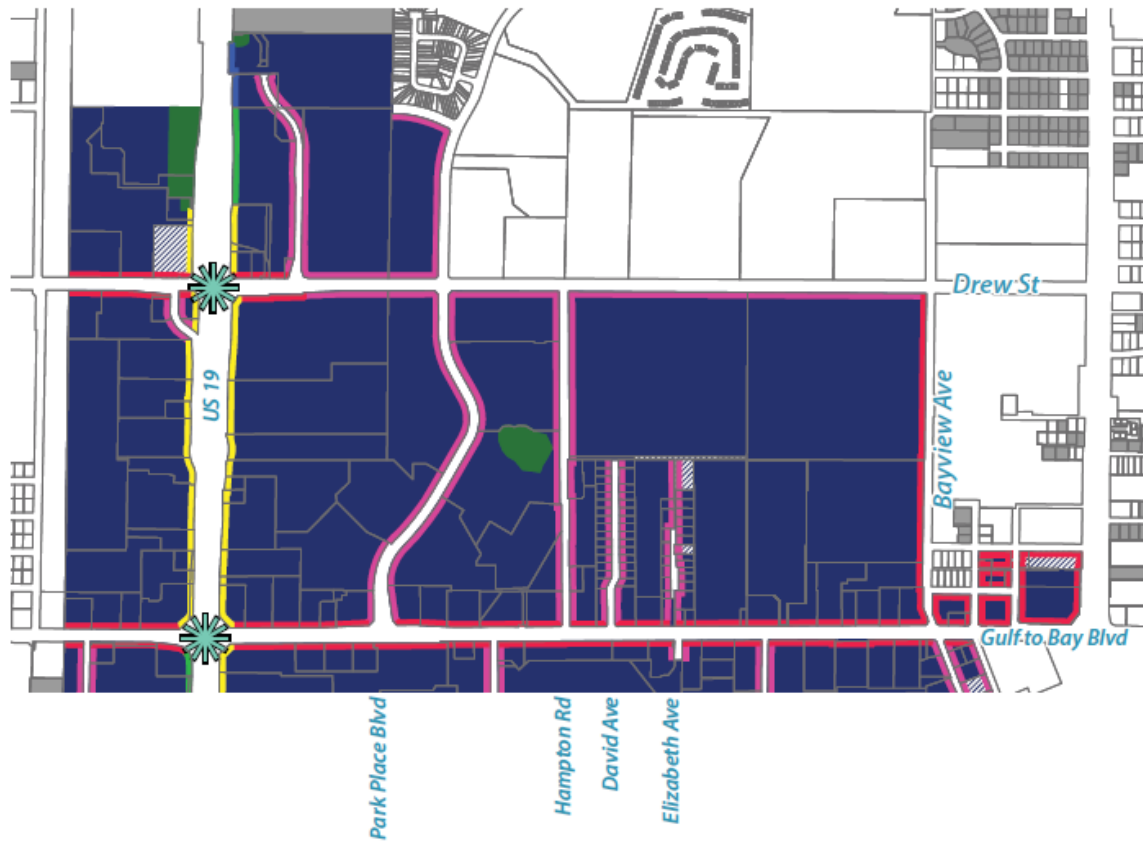 Drew St
US 19
Bayview Ave
Gulf to Bay Blvd
Park Place Blvd
Hampton Rd
David Ave
Elizabeth Ave